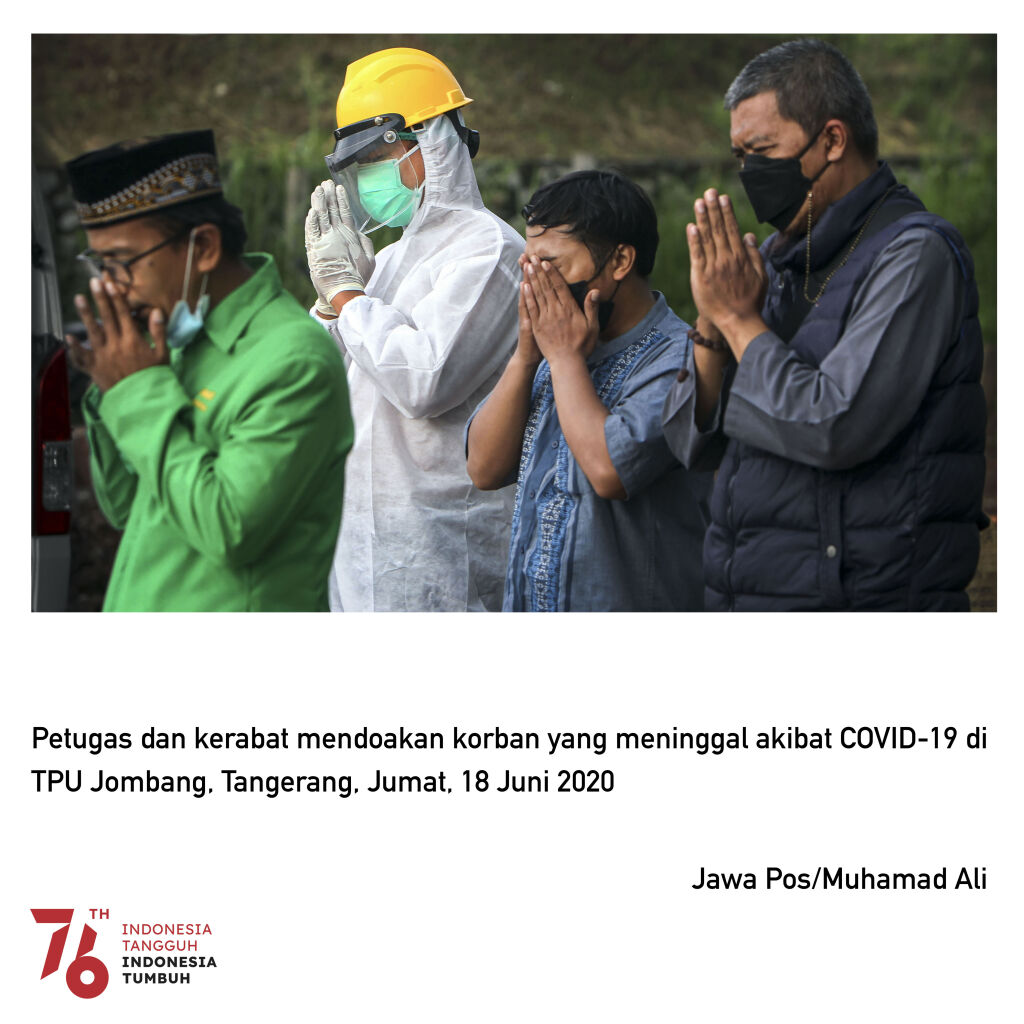 Petugas dan kerabat mendoakan korban yang meninggal akibat COVID-19 di
TPU Jombang, Tangerang, Jumat, 18 Juni 2020
Jawa Pos/Muhamad Ali
76 TH
INDONESIA
TANGGUH
INDONESIA
TUMBUH